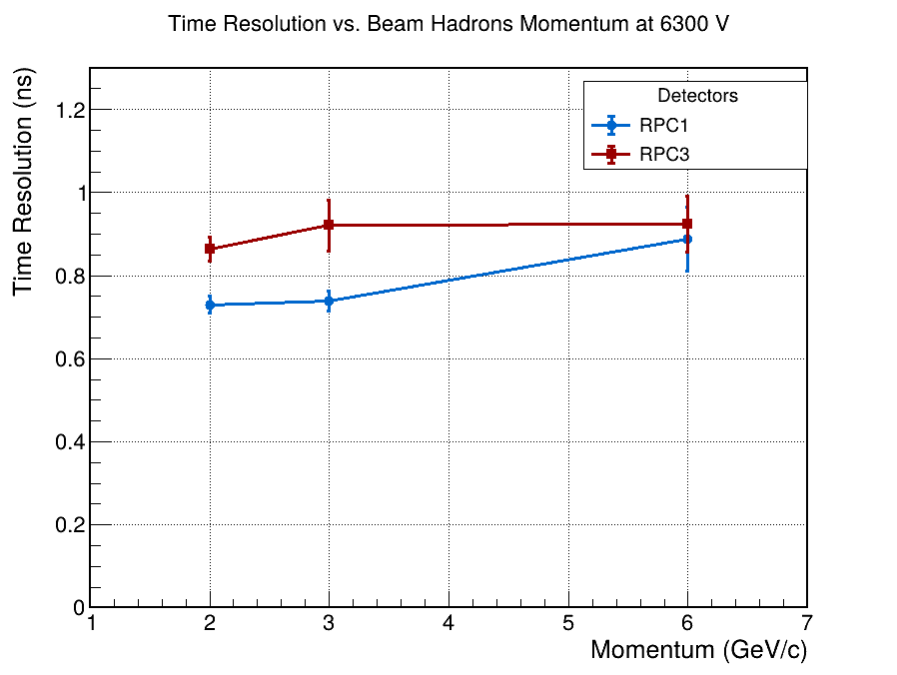 Time Resolution vs. Beam Hadrons Momentum at 6300 V
Time Resolution (ns)
Detectors
RPC1
RPC3
1.2
1
0.8
0.6
0.4
0.2
0
1 2 3 4 5 6 7
Momentum (GeV/c)